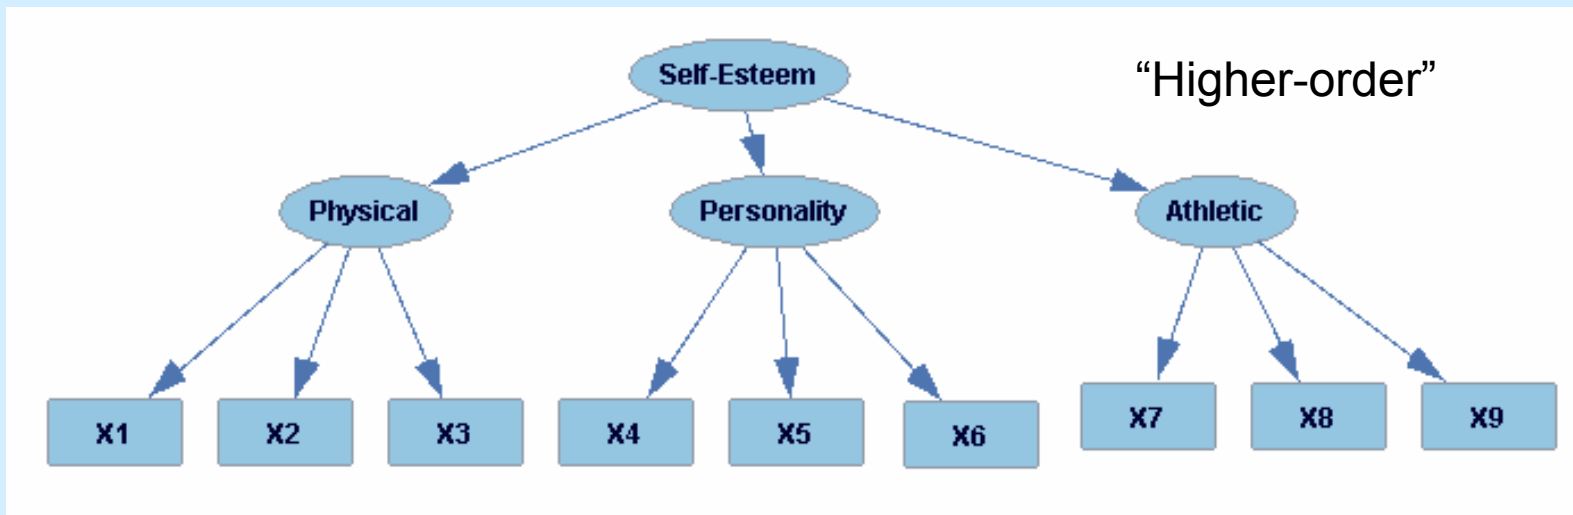 Self-Esteem
“Higher-order”
Physical
Personality
Athletic
X1
X2
X3
X4
X5
X6
X7
X8
X9